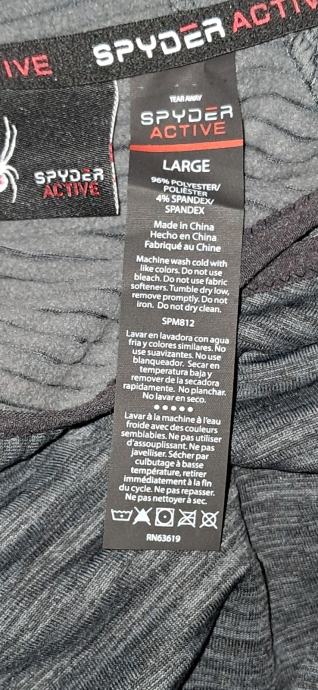 IVE SPYDER ACTIV
SPYDER
ACTIVE
TEAR AWAY
SPYDER
ACTIVE
LARGE
96% POLYESTER/
POLIÉSTER
4% SPANDEX/
SPANDEX
Made in China
Hecho en China
Fabriqué au Chine
Machine wash cold with
like colors. Do not use
bleach. Do not use fabric
softeners. Tumble dry low,
remove promptly. Do not
iron. Do not dry clean.
SPM812
Lavar en lavadora con agua
fria y colores similares. No
use suavizantes. No use
blanqueador. Secar en
temperatura baja y
remover de la secadora
rapidamente. No planchar.
No lavar en seco.
Lavar à la machine à l'eau
froide avec des couleurs
semblables. Ne pas utiliser
d'assouplissant. Ne pas
javelliser. Sécher par
culbutage à basse
température, retirer
immédiatement à la fin
du cycle. Ne pas repasser.
Ne pas nettoyer à sec.
RN63619